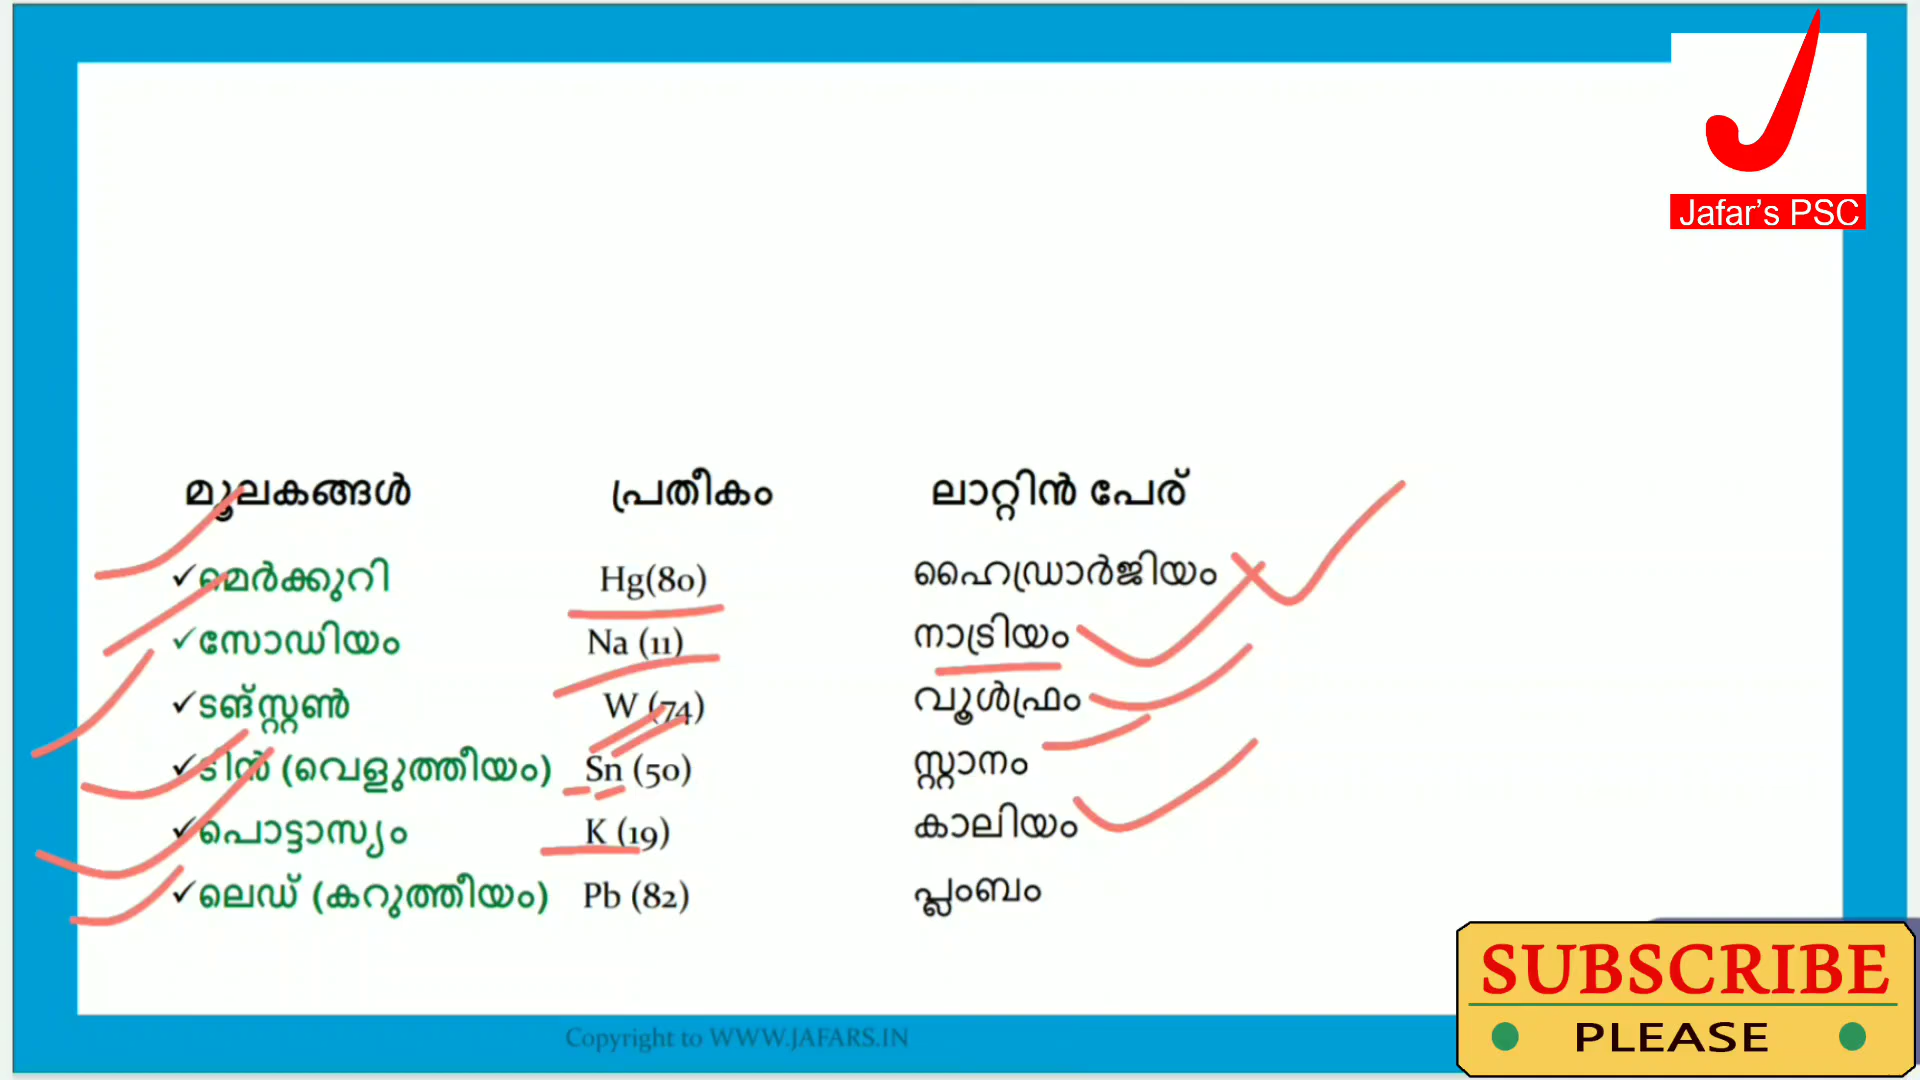 Jafar's PSC
മൂലകങ്ങൾ പ്രതീകം ലാറ്റിൻ പേര്
✓മെർക്കുറി Hg(80) ഹൈഡ്രാർജിയം
✓സോഡിയം Na (11) നാട്രിയം
✓ടങ്സ്റ്റൺ W (74) വൂൾഫ്രം
✓ടിൻ (വെളുത്തീയം) Sn (50) സ്റ്റാനം
✓പൊട്ടാസ്യം K (19) കാലിയം
✓ലെഡ് (കറുത്തീയം) Pb (82) പ്ലംബം
SUBSCRIBE
PLEASE
Copyright to WWW.JAFARS.IN